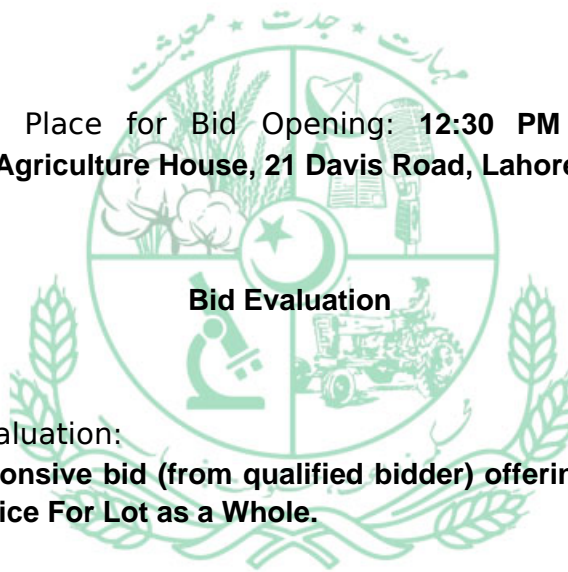 مہارت ٭ جدت ٭ معیشت
Place for Bid Opening: 12:30 PM
Agriculture House, 21 Davis Road, Lahore
Bid Evaluation
aluation:
onsive bid (from qualified bidder) offerin
ice For Lot as a Whole.